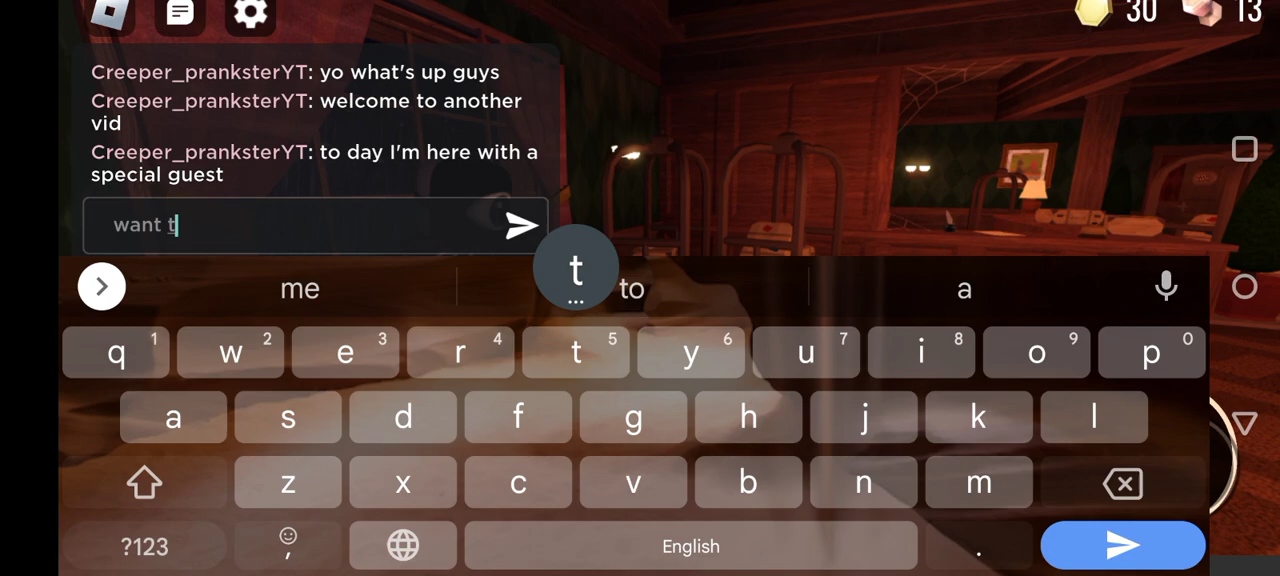 30 13
Creeper_pranksterYT: yo what's up guys
Creeper_pranksterYT: welcome to another
vid
Creeper_pranksterYT: to day I'm here with a
special guest
want t
t
...
me to a
q 1 w 2 e 3 r 4 t 5 y 6 u 7 i 8 o 9 p 0
a s d f g h j k l
z x c v b n m
?123 , English .